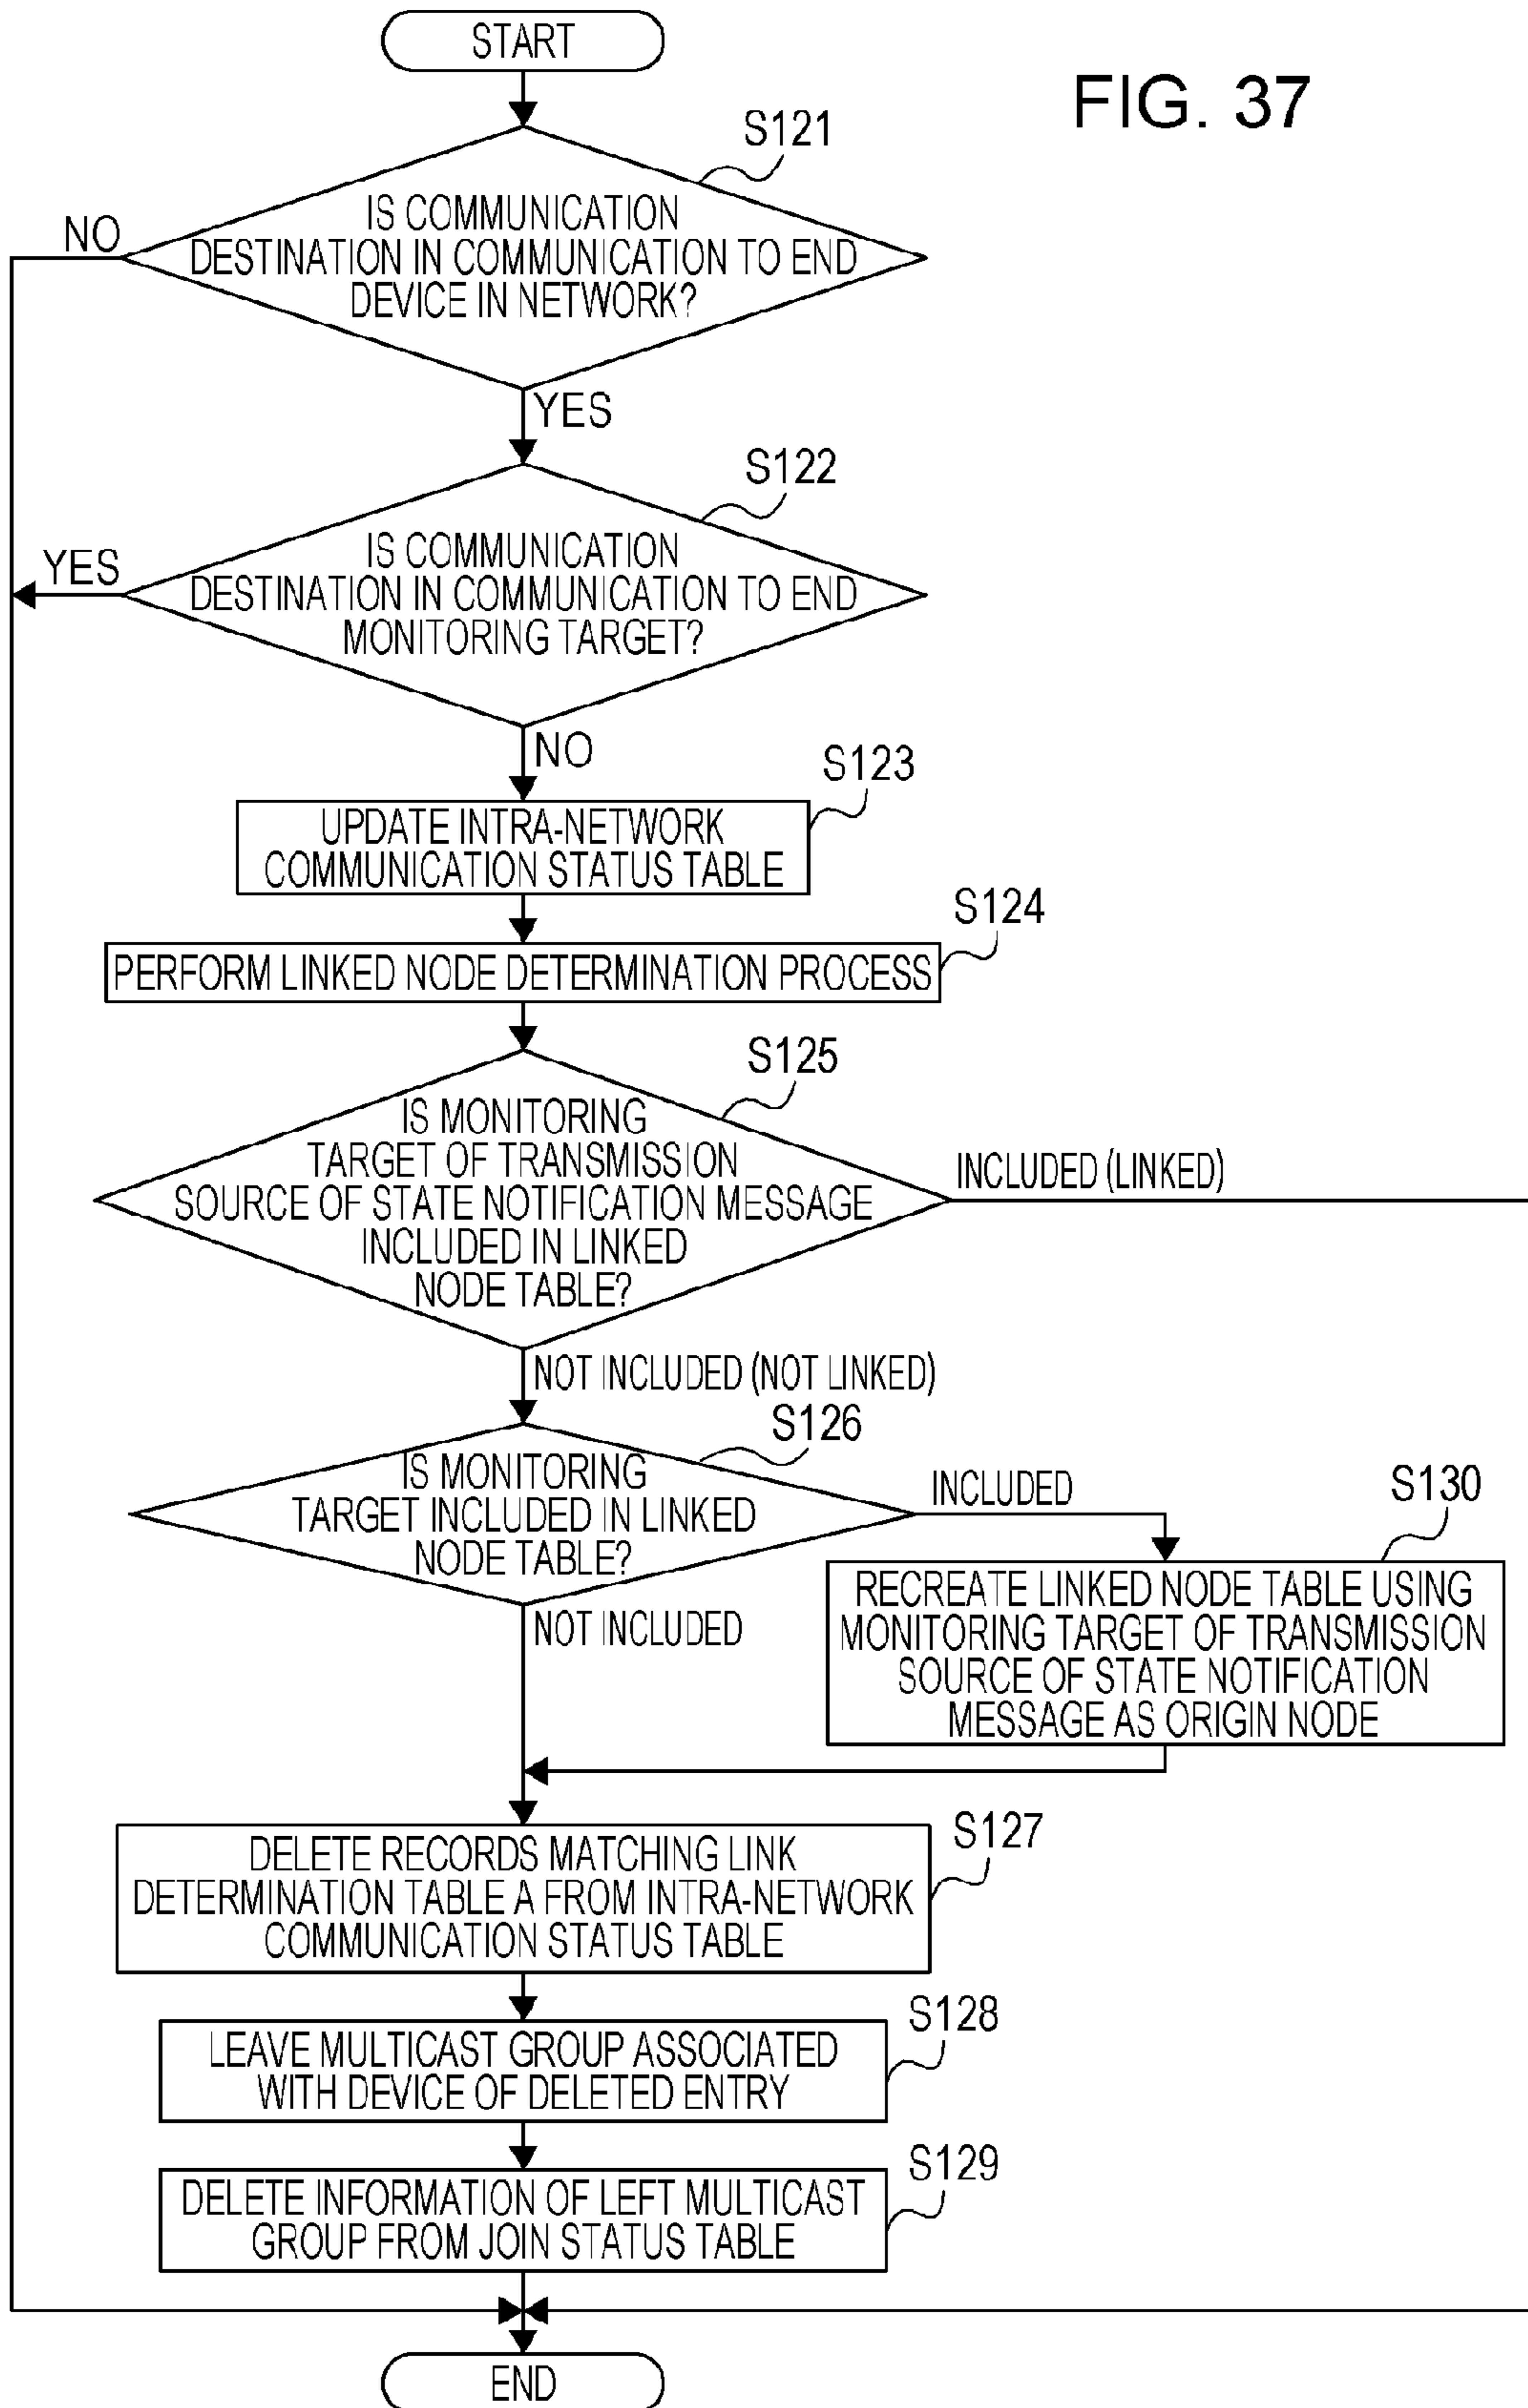 START
FIG. 37
S121
IS COMMUNICATION
DESTINATION IN COMMUNICATION TO END
DEVICE IN NETWORK?
NO
YES
S122
IS COMMUNICATION
DESTINATION IN COMMUNICATION TO END
MONITORING TARGET?
YES
NO
S123
UPDATE INTRA-NETWORK
COMMUNICATION STATUS TABLE
S124
PERFORM LINKED NODE DETERMINATION PROCESS
S125
IS MONITORING
TARGET OF TRANSMISSION
SOURCE OF STATE NOTIFICATION MESSAGE
INCLUDED IN LINKED
NODE TABLE?
INCLUDED (LINKED)
NOT INCLUDED (NOT LINKED)
S126
IS MONITORING
TARGET INCLUDED IN LINKED
NODE TABLE?
INCLUDED
NOT INCLUDED
S130
RECREATE LINKED NODE TABLE USING
MONITORING TARGET OF TRANSMISSION
SOURCE OF STATE NOTIFICATION
MESSAGE AS ORIGIN NODE
S127
DELETE RECORDS MATCHING LINK
DETERMINATION TABLE A FROM INTRA-NETWORK
COMMUNICATION STATUS TABLE
S128
LEAVE MULTICAST GROUP ASSOCIATED
WITH DEVICE OF DELETED ENTRY
S129
DELETE INFORMATION OF LEFT MULTICAST
GROUP FROM JOIN STATUS TABLE
END